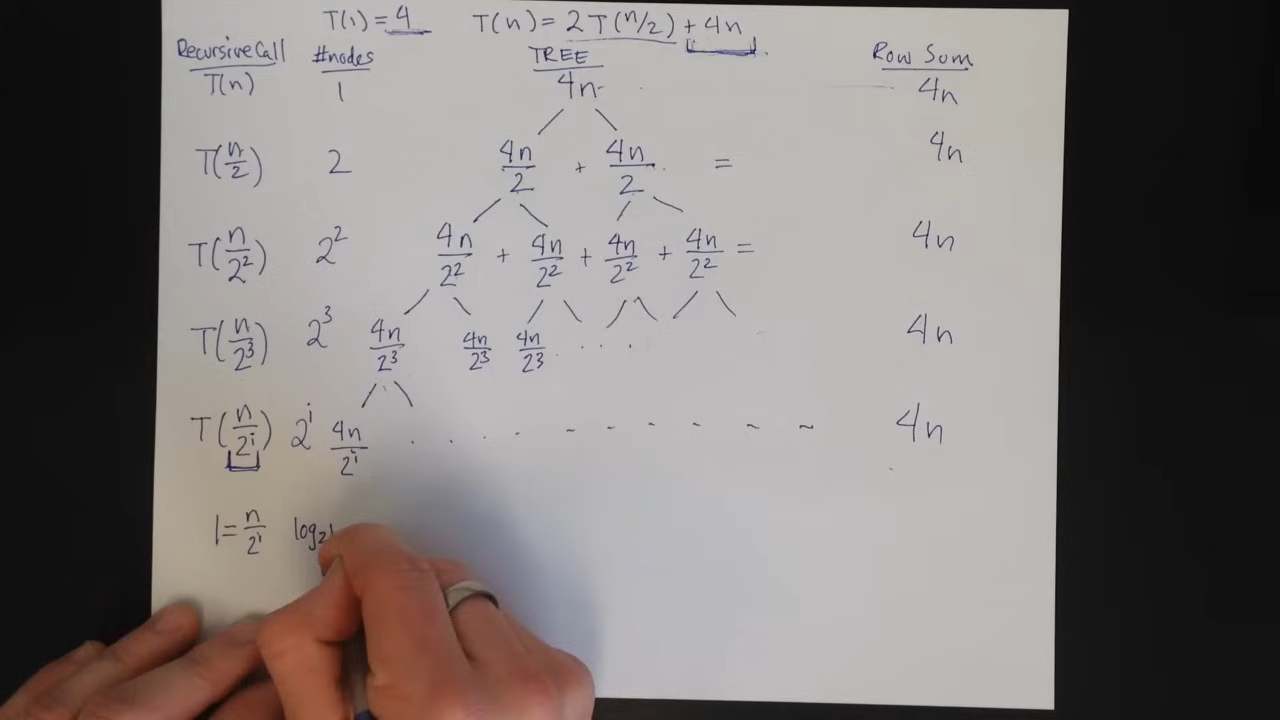 T(1) = 4 T(n) = 2T(n/2) + 4n
Recursive Call #nodes TREE Row Sum
T(n) 1 4n 4n
T(n/2) 2 4n/2 + 4n/2 = 4n
T(n/2²) 2² 4n/2² + 4n/2² + 4n/2² + 4n/2² = 4n
T(n/2³) 2³ 4n/2³ 4n/2³ 4n/2³ .... 4n
T(n/2ⁱ) 2ⁱ 4n/2ⁱ 4n
1 = n/2ⁱ log₂